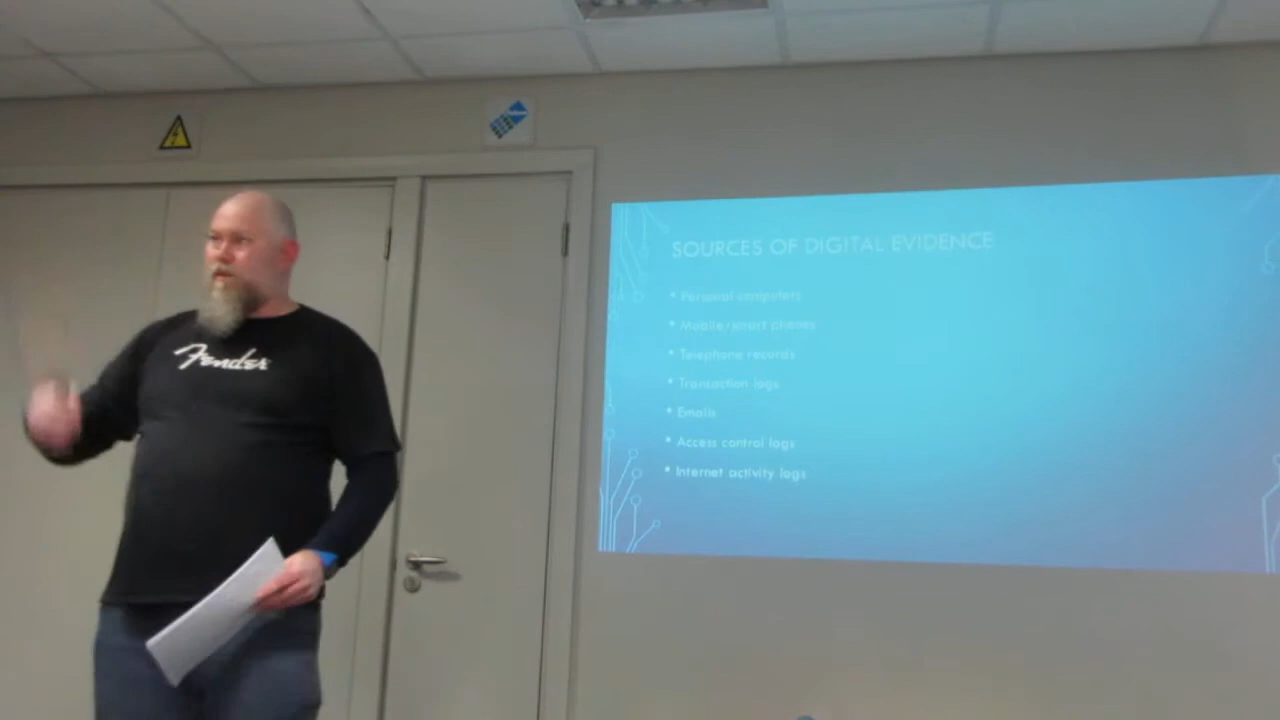 Fender
SOURCES OF DIGITAL EVIDENCE
• Personal computers
• Mobile/smart phones
• Telephone records
• Transaction logs
• Emails
• Access control logs
• Internet activity logs